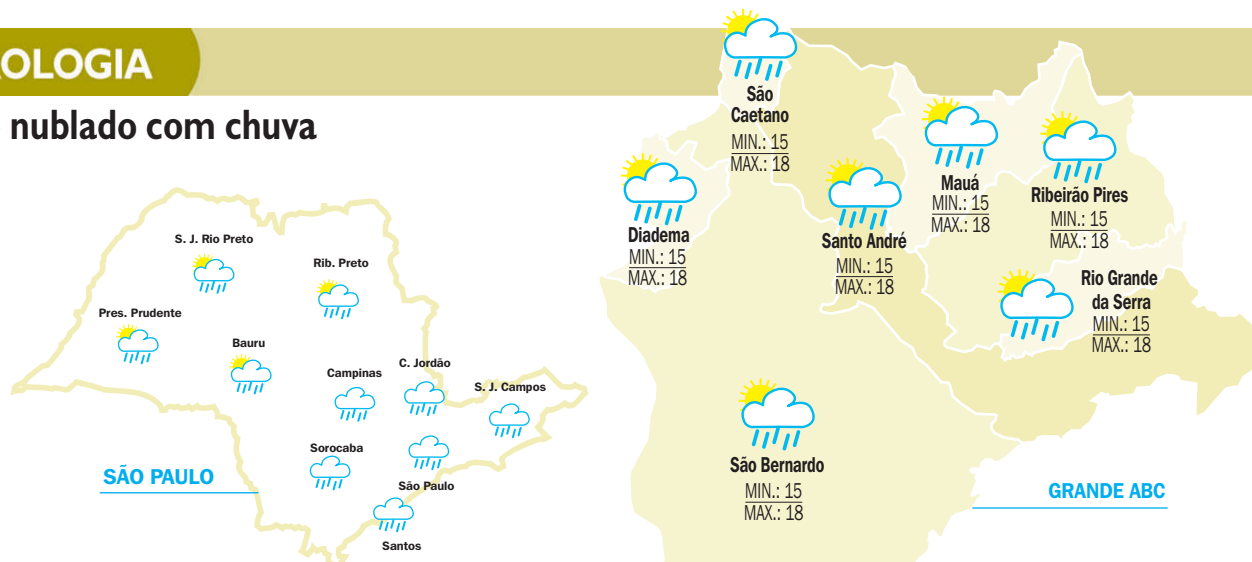 OLOGIA
nublado com chuva
S. J. Rio Preto
Rib. Preto
Pres. Prudente
Bauru
Campinas
C. Jordão
S. J. Campos
Sorocaba
São Paulo
Santos
SÃO PAULO
São
Caetano
MIN.: 15
MAX.: 18
Diadema
MIN.: 15
MAX.: 18
Santo André
MIN.: 15
MAX.: 18
Mauá
MIN.: 15
MAX.: 18
Ribeirão Pires
MIN.: 15
MAX.: 18
Rio Grande
da Serra
MIN.: 15
MAX.: 18
São Bernardo
MIN.: 15
MAX.: 18
GRANDE ABC